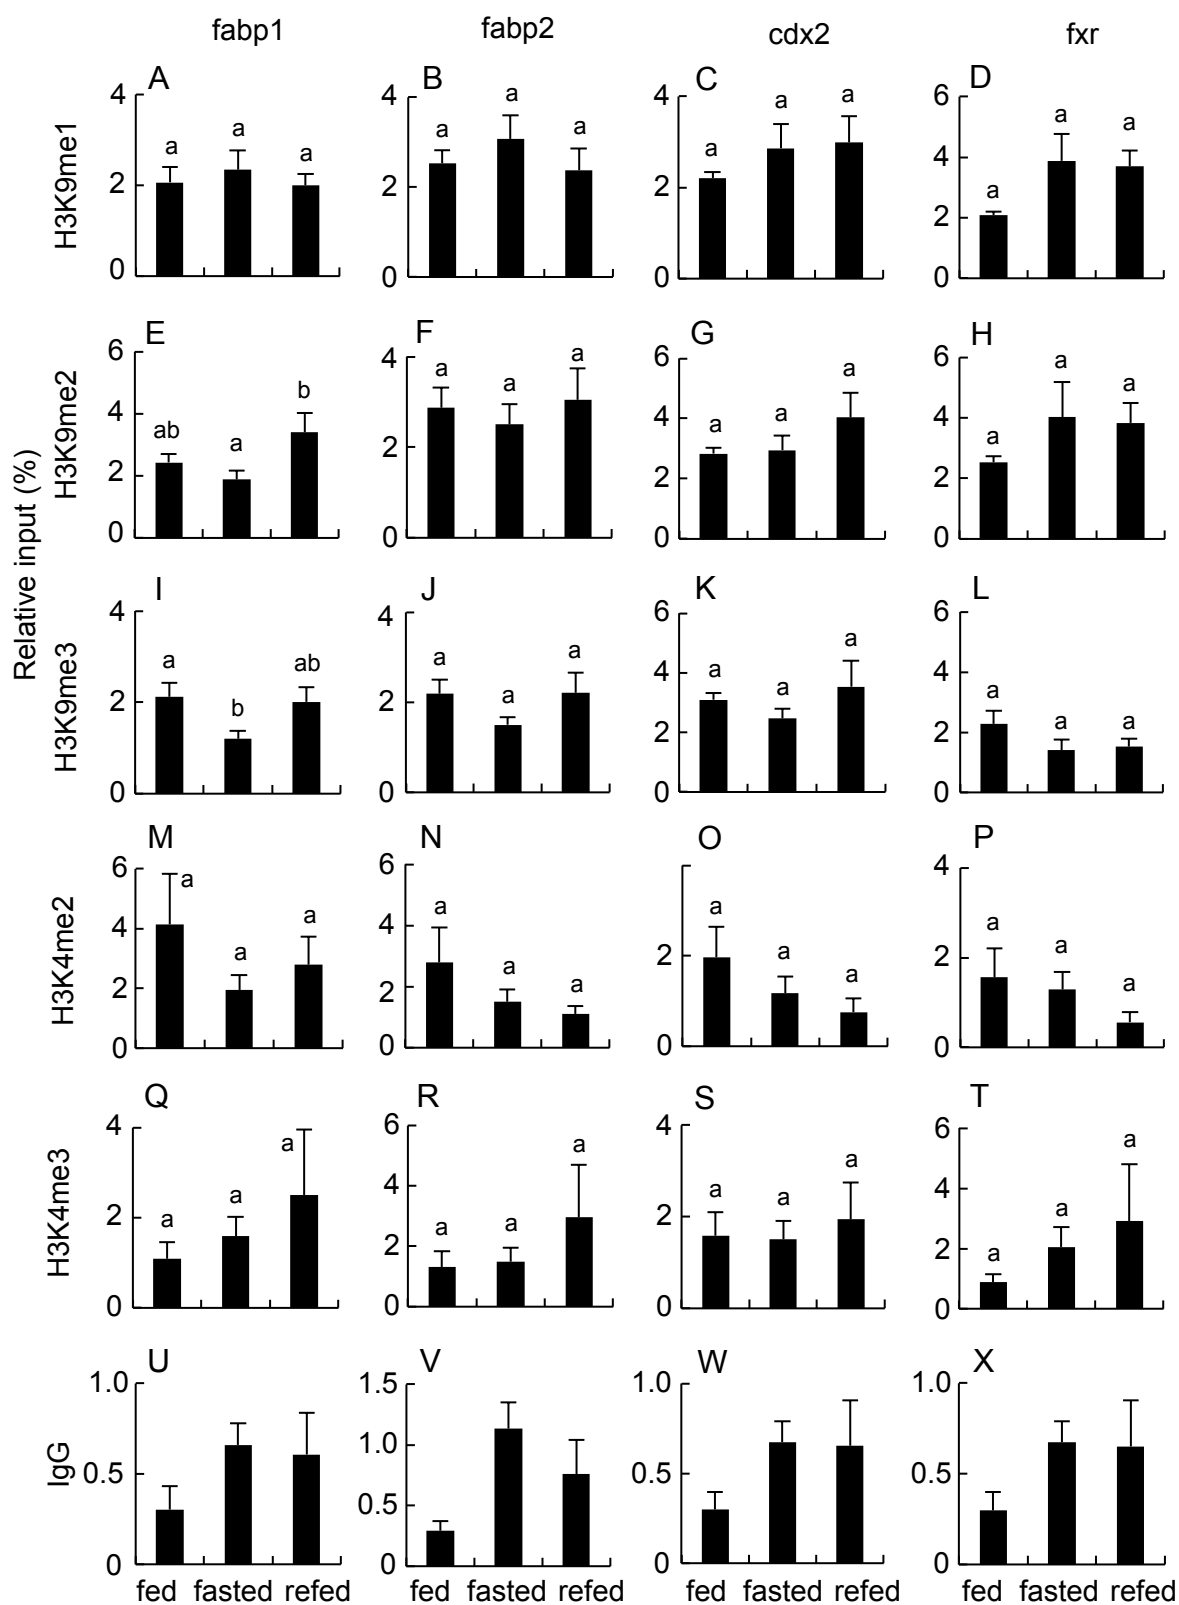 fabp1 fabp2 cdx2 fxr
Relative input (%)
H3K9me1
A B C D
4 4 4 6
a a a a a a a a a a a a
4
2 2 2 2
0 0 0 0
H3K9me2
E F G H
6 4 6 6
ab a b a a a a a a a a a
4 4 4
2 2 2 2
0 0 0 0
H3K9me3
I J K L
4 4 6 6
a b ab a a a a a a a a a
4 4
2 2 2 2
0 0 0 0
H3K4me2
M N O P
6 6 4
a a a a a a a a a a a a
4 4
2 2 2 2
0 0 0 0
H3K4me3
Q R S T
4 6 4 6
a a a a a a a a a a a a
4 4
2 2 2 2
0 0 0 0
IgG
U V W X
1.0 1.5 1.0 1.0
1.0
0.5 0.5 0.5 0.5
0 0 0 0
fed fasted refed fed fasted refed fed fasted refed fed fasted refed